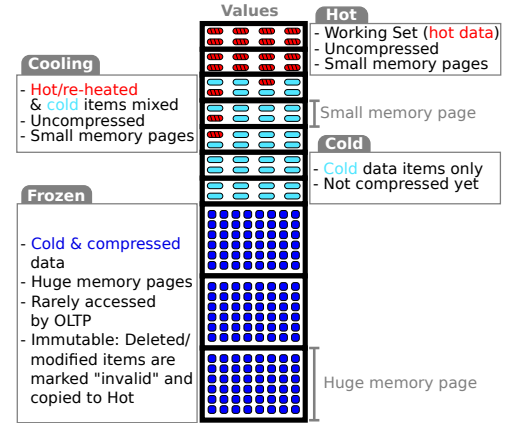 Values
Hot
- Working Set (hot data)
- Uncompressed
- Small memory pages
Cooling
- Hot/re-heated
& cold items mixed
- Uncompressed
- Small memory pages
Small memory page
Cold
- Cold data items only
- Not compressed yet
Frozen
- Cold & compressed
data
- Huge memory pages
- Rarely accessed
by OLTP
- Immutable: Deleted/
modified items are
marked "invalid" and
copied to Hot
Huge memory page